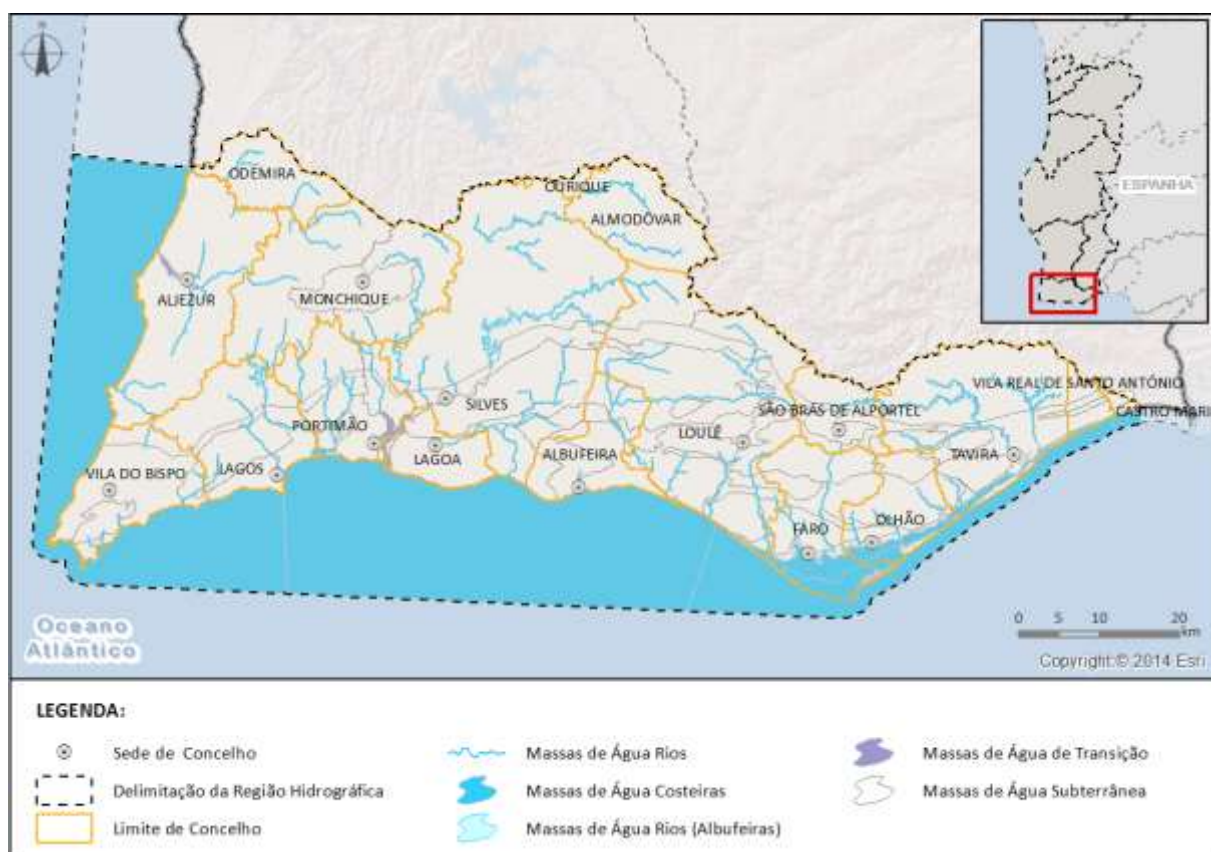 N
ODEMIRA
OURIQUE
ALMODÔVAR
ESPANHA
ALJEZUR
MONCHIQUE
VILA REAL DE SANTO ANTÓNIO
SILVES
SÃO BRÁS DE ALPORTEL
CASTRO MARI
PORTIMÃO
LOULÉ
LAGOA
ALBUFEIRA
TAVIRA
LAGOS
VILA DO BISPO
FARO
OLHÃO
Oceano
Atlântico
0 5 10 20
km
Copyright:© 2014 Esri
LEGENDA:
Sede de Concelho
Massas de Água Rios
Massas de Água de Transição
Delimitação da Região Hidrográfica
Massas de Água Costeiras
Massas de Água Subterrânea
Limite de Concelho
Massas de Água Rios (Albufeiras)